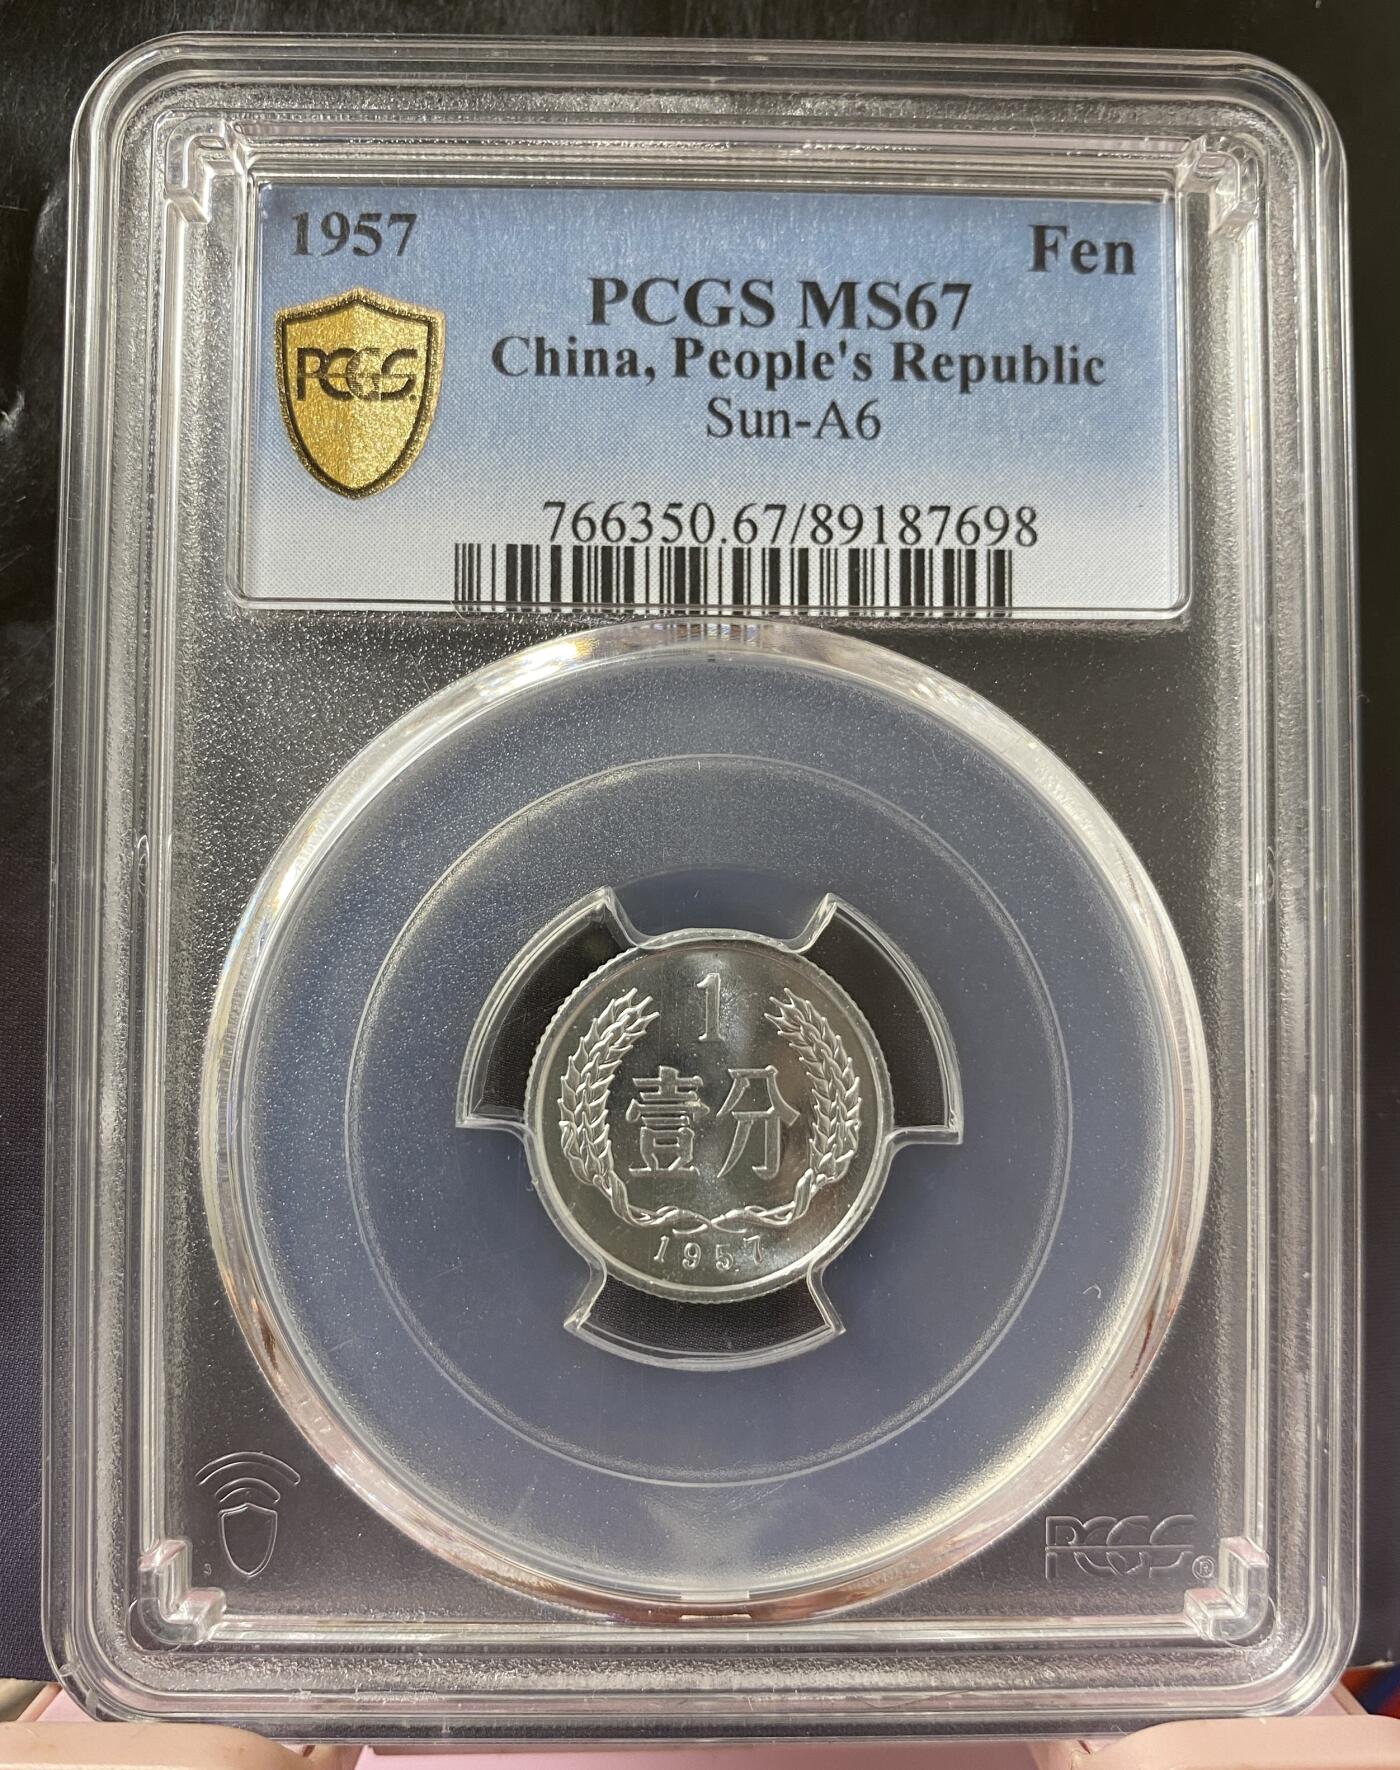 1957
Fen
PCGS MS67
China, People's Republic
PCGS
Sun-A6
766350.67/89187698
1
壹分
1957
PCGS®